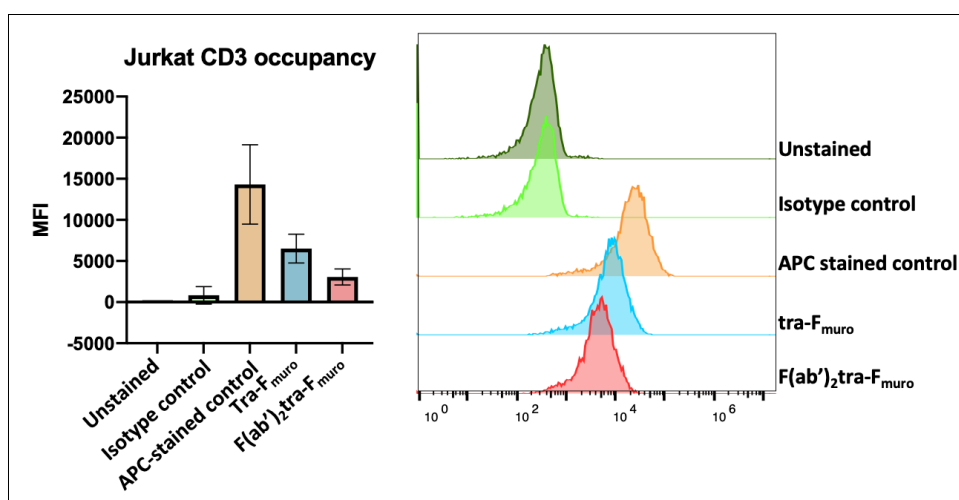 Jurkat CD3 occupancy
25000
20000
15000
10000
5000
0
-5000
MFI
Unstained
Isotype control
APC-stained control
Tra-Fmuro
F(ab')2tra-Fmuro
Unstained
Isotype control
APC stained control
tra-Fmuro
F(ab')2tra-Fmuro
10 0
10 2
10 4
10 6